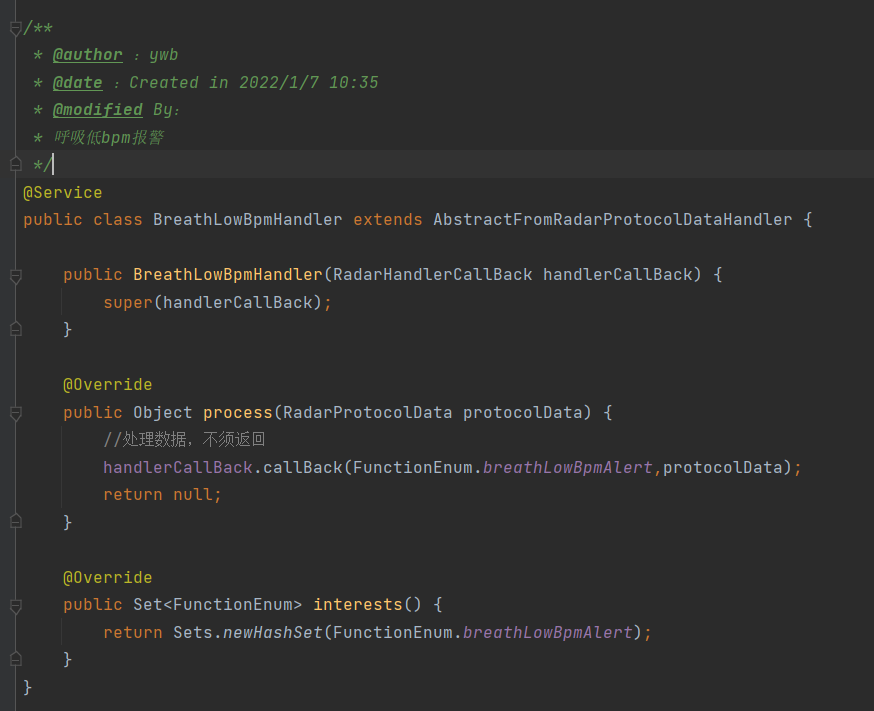 /**
 * @author : ywb
 * @date : Created in 2022/1/7 10:35
 * @modified By:
 * 呼吸低bpm报警
 */
@Service
public class BreathLowBpmHandler extends AbstractFromRadarProtocolDataHandler {
    public BreathLowBpmHandler(RadarHandlerCallBack handlerCallBack) {
        super(handlerCallBack);
    }
    @Override
    public Object process(RadarProtocolData protocolData) {
        //处理数据，不须返回
        handlerCallBack.callBack(FunctionEnum.breathLowBpmAlert,protocolData);
        return null;
    }
    @Override
    public Set<FunctionEnum> interests() {
        return Sets.newHashSet(FunctionEnum.breathLowBpmAlert);
    }
}